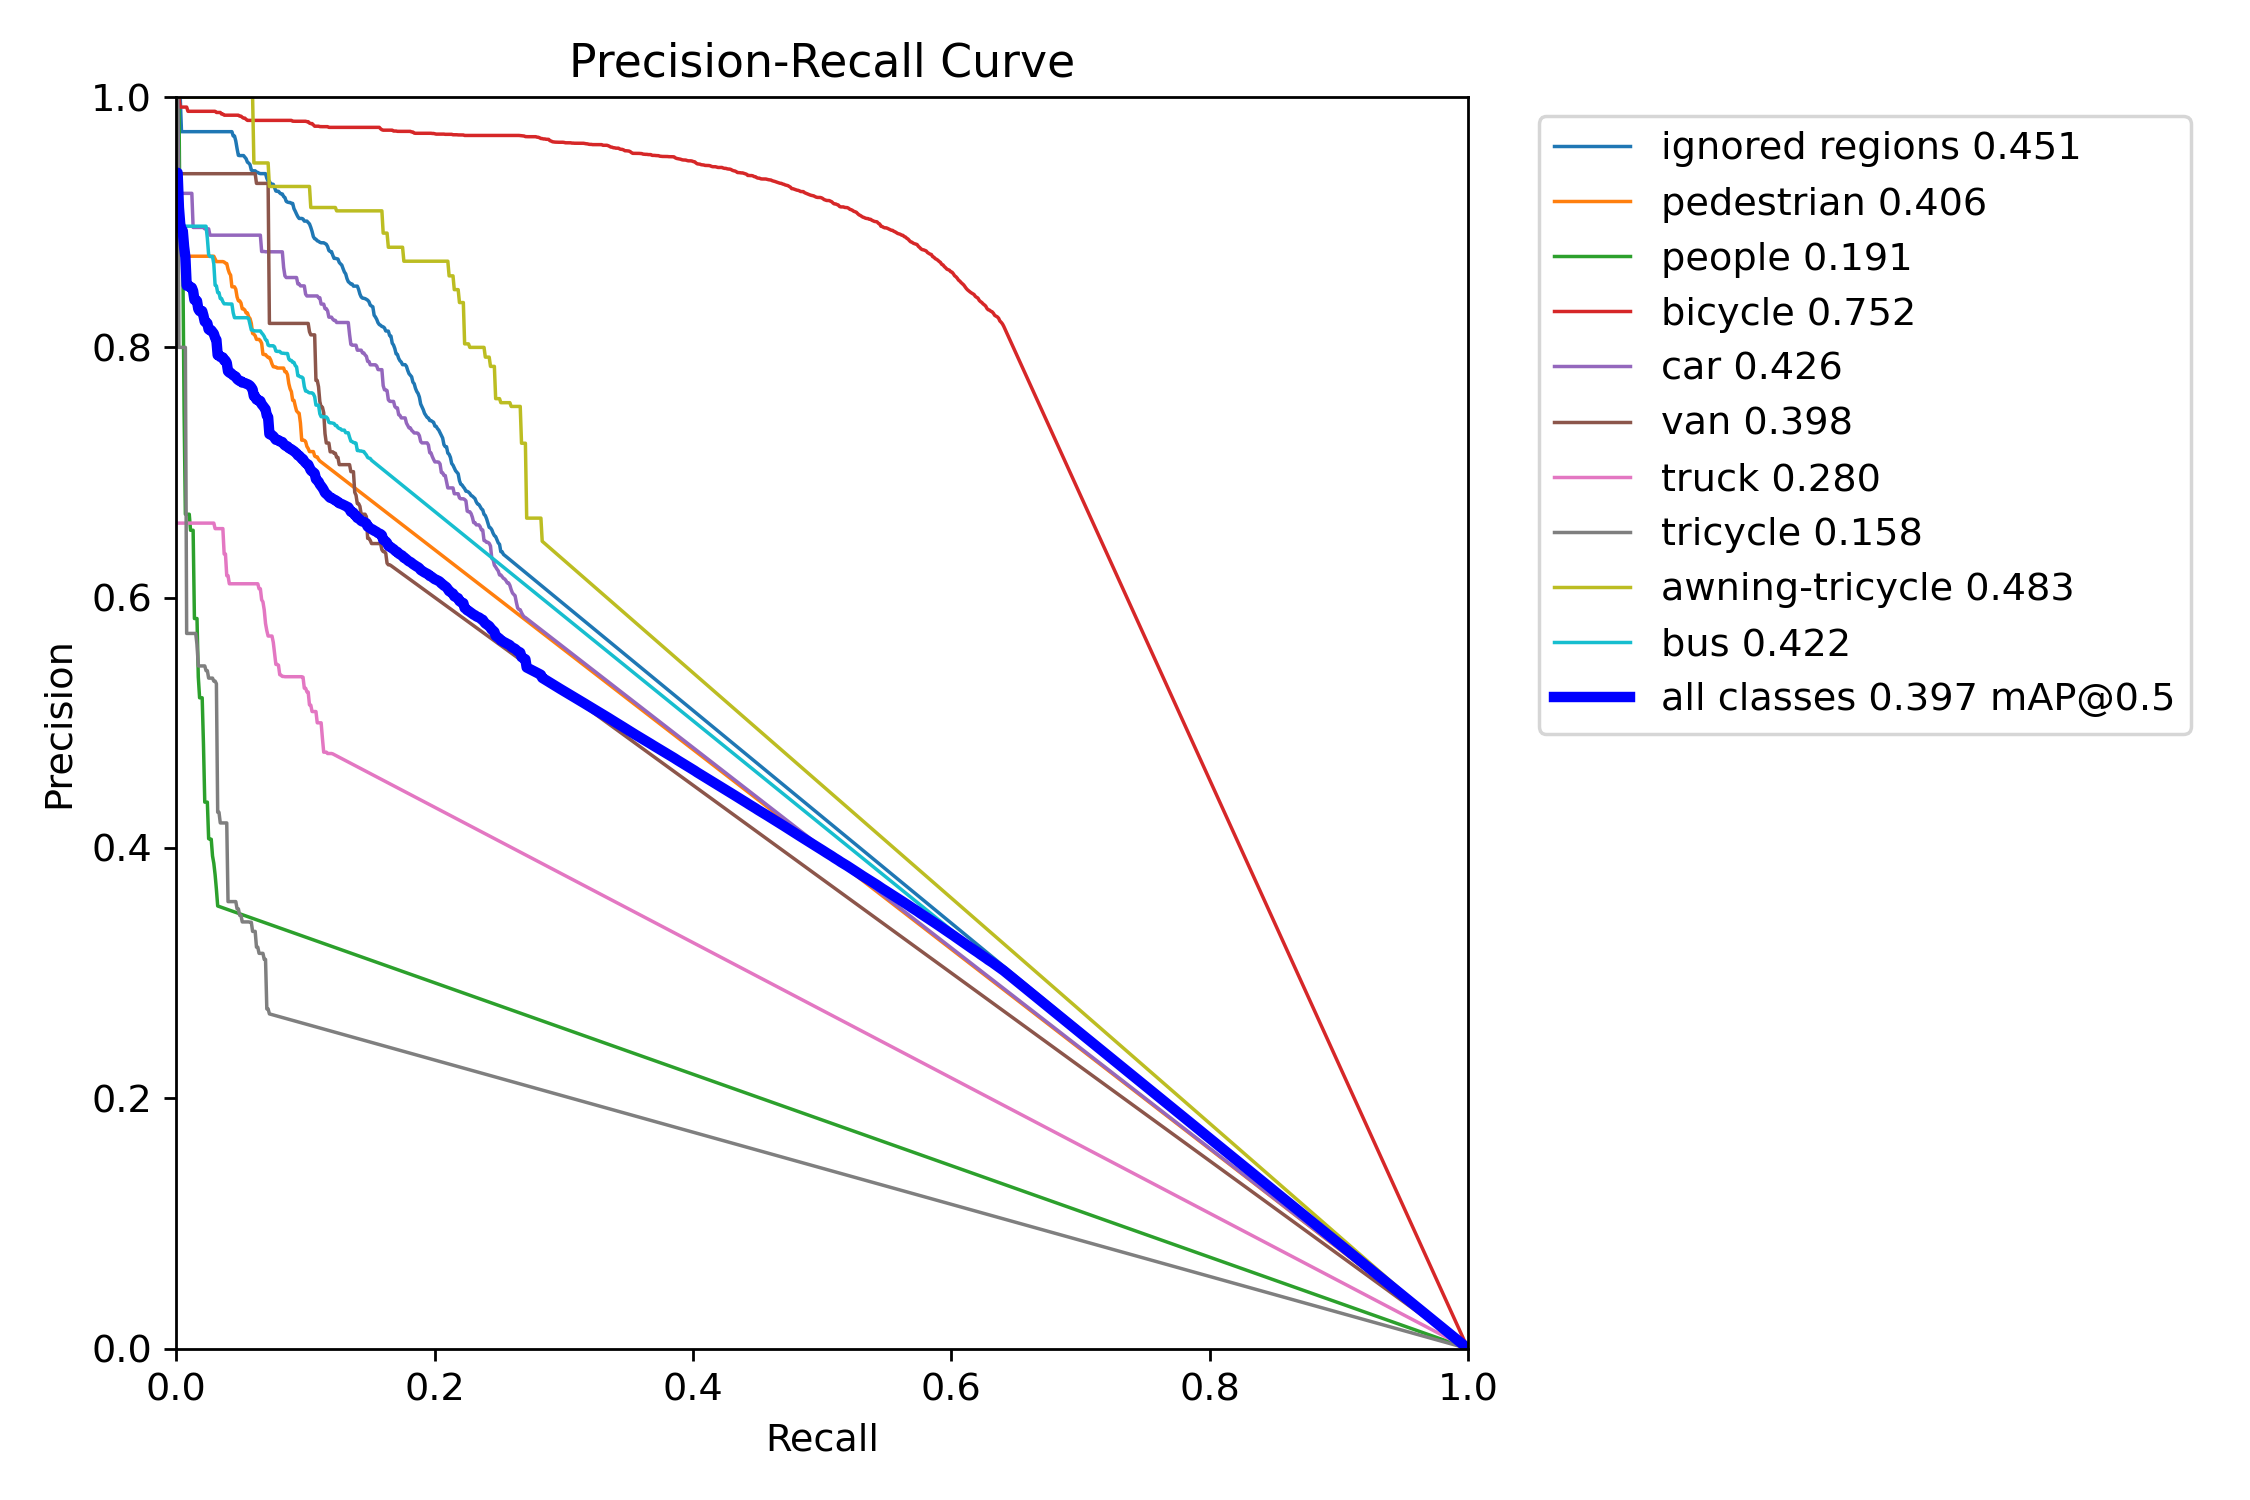 Precision-Recall Curve
1.0
0.8
0.6
0.4
0.2
0.0
Precision
0.0 0.2 0.4 0.6 0.8 1.0
Recall
ignored regions 0.451
pedestrian 0.406
people 0.191
bicycle 0.752
car 0.426
van 0.398
truck 0.280
tricycle 0.158
awning-tricycle 0.483
bus 0.422
all classes 0.397 mAP@0.5